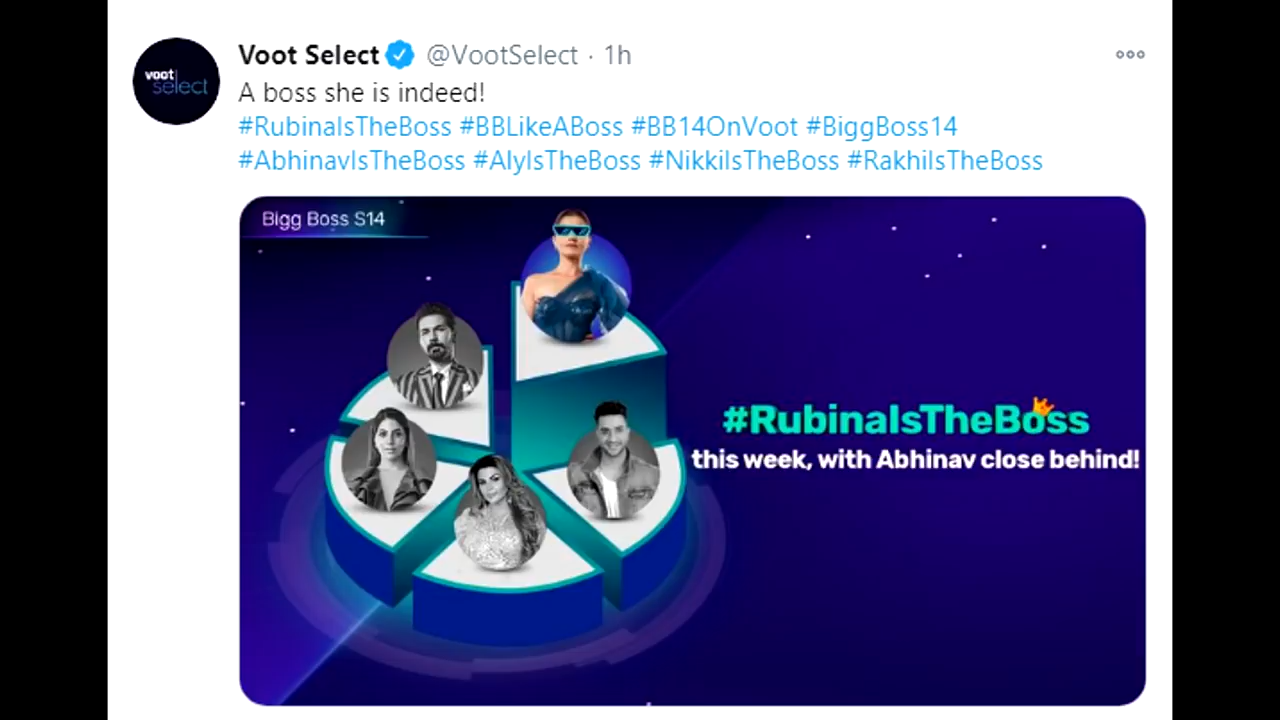 voot
select
Voot Select @VootSelect · 1h
A boss she is indeed!
#RubinaIsTheBoss #BBLikeABoss #BB14OnVoot #BiggBoss14
#AbhinavIsTheBoss #AlyIsTheBoss #NikkiIsTheBoss #RakhiIsTheBoss
Bigg Boss S14
#RubinaIsTheBoss
this week, with Abhinav close behind!